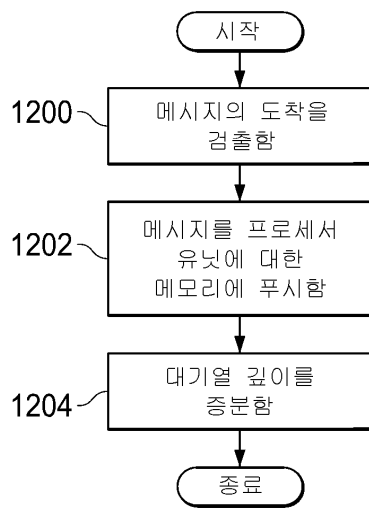 시작
1200
메시지의 도착을
검출함
1202
메시지를 프로세서
유닛에 대한
메모리에 푸시함
1204
대기열 깊이를
증분함
종료